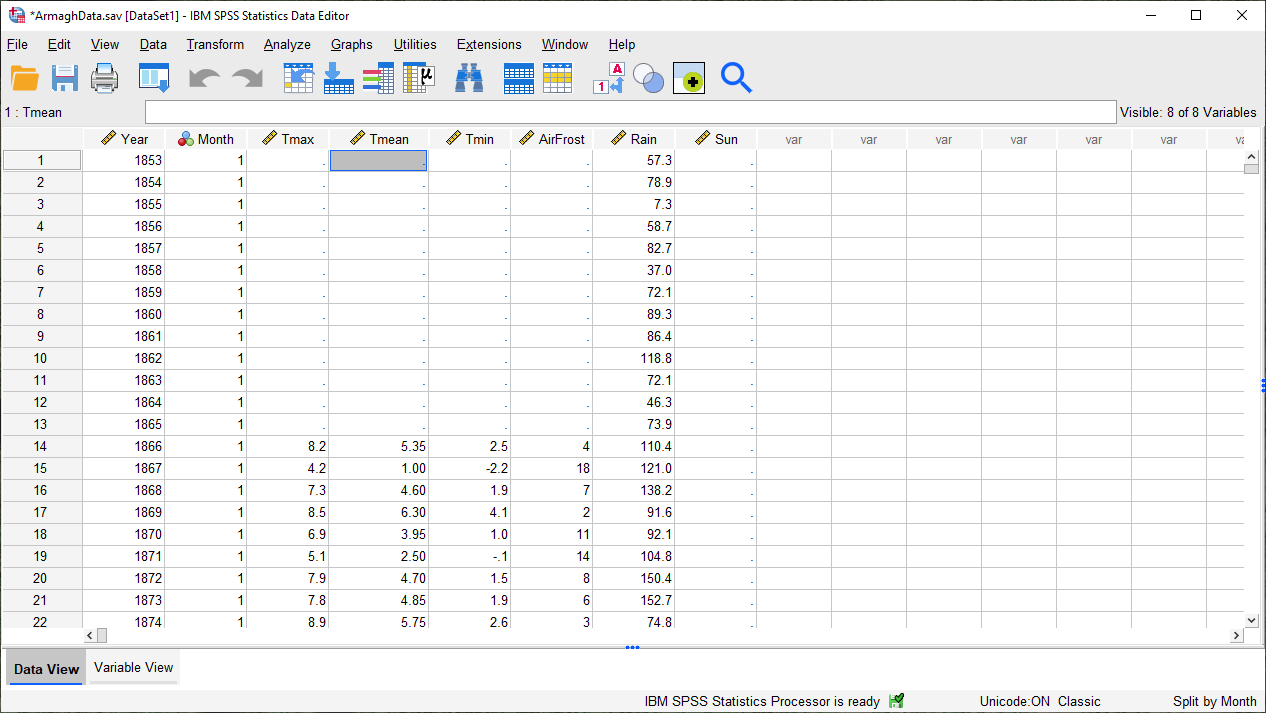 *ArmaghData.sav [DataSet1] - IBM SPSS Statistics Data Editor
File Edit View Data Transform Analyze Graphs Utilities Extensions Window Help
1 : Tmean Visible: 8 of 8 Variables
Year Month Tmax Tmean Tmin AirFrost Rain Sun var var var var var var va
1 1853 1 . . . . 57.3 .
2 1854 1 . . . . 78.9 .
3 1855 1 . . . . 7.3 .
4 1856 1 . . . . 58.7 .
5 1857 1 . . . . 82.7 .
6 1858 1 . . . . 37.0 .
7 1859 1 . . . . 72.1 .
8 1860 1 . . . . 89.3 .
9 1861 1 . . . . 86.4 .
10 1862 1 . . . . 118.8 .
11 1863 1 . . . . 72.1 .
12 1864 1 . . . . 46.3 .
13 1865 1 . . . . 73.9 .
14 1866 1 8.2 5.35 2.5 4 110.4 .
15 1867 1 4.2 1.00 -2.2 18 121.0 .
16 1868 1 7.3 4.60 1.9 7 138.2 .
17 1869 1 8.5 6.30 4.1 2 91.6 .
18 1870 1 6.9 3.95 1.0 11 92.1 .
19 1871 1 5.1 2.50 -.1 14 104.8 .
20 1872 1 7.9 4.70 1.5 8 150.4 .
21 1873 1 7.8 4.85 1.9 6 152.7 .
22 1874 1 8.9 5.75 2.6 3 74.8 .
Data View Variable View
IBM SPSS Statistics Processor is ready Unicode:ON Classic Split by Month